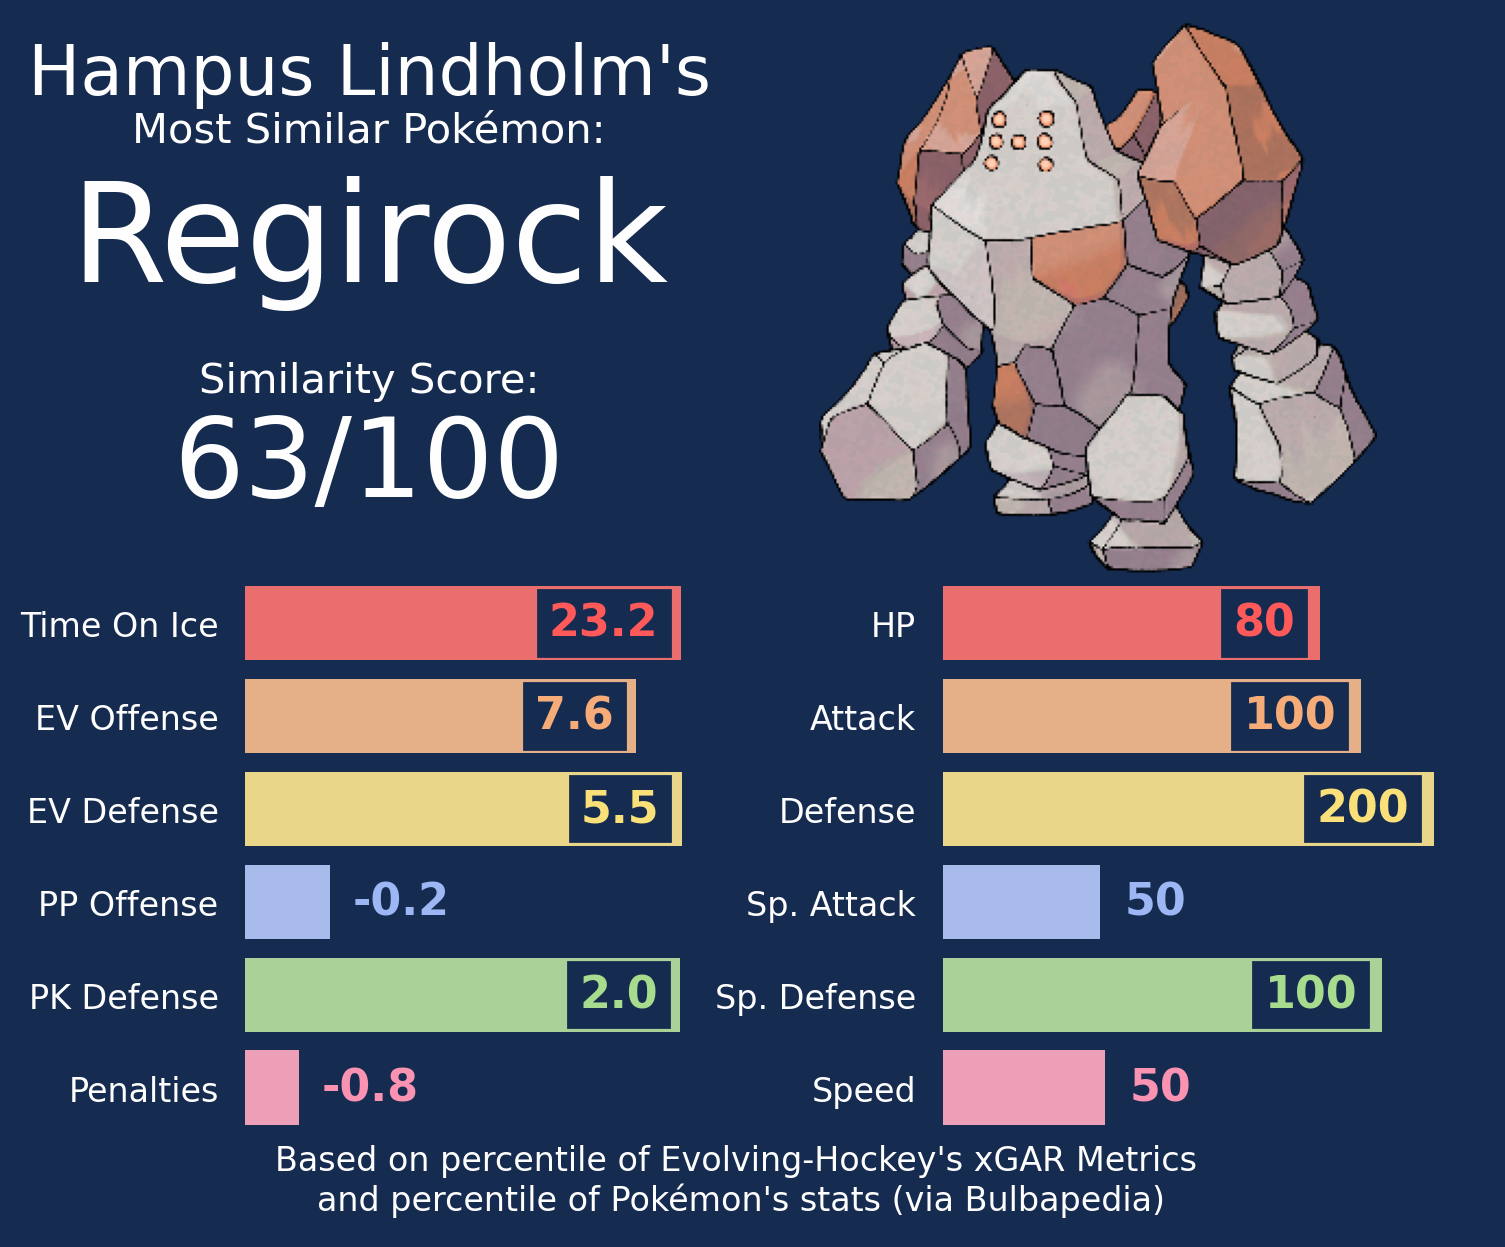 Hampus Lindholm's
Most Similar Pokémon:
Regirock
Similarity Score:
63/100
Time On Ice 23.2
EV Offense 7.6
EV Defense 5.5
PP Offense -0.2
PK Defense 2.0
Penalties -0.8
HP 80
Attack 100
Defense 200
Sp. Attack 50
Sp. Defense 100
Speed 50
Based on percentile of Evolving-Hockey's xGAR Metrics
and percentile of Pokémon's stats (via Bulbapedia)